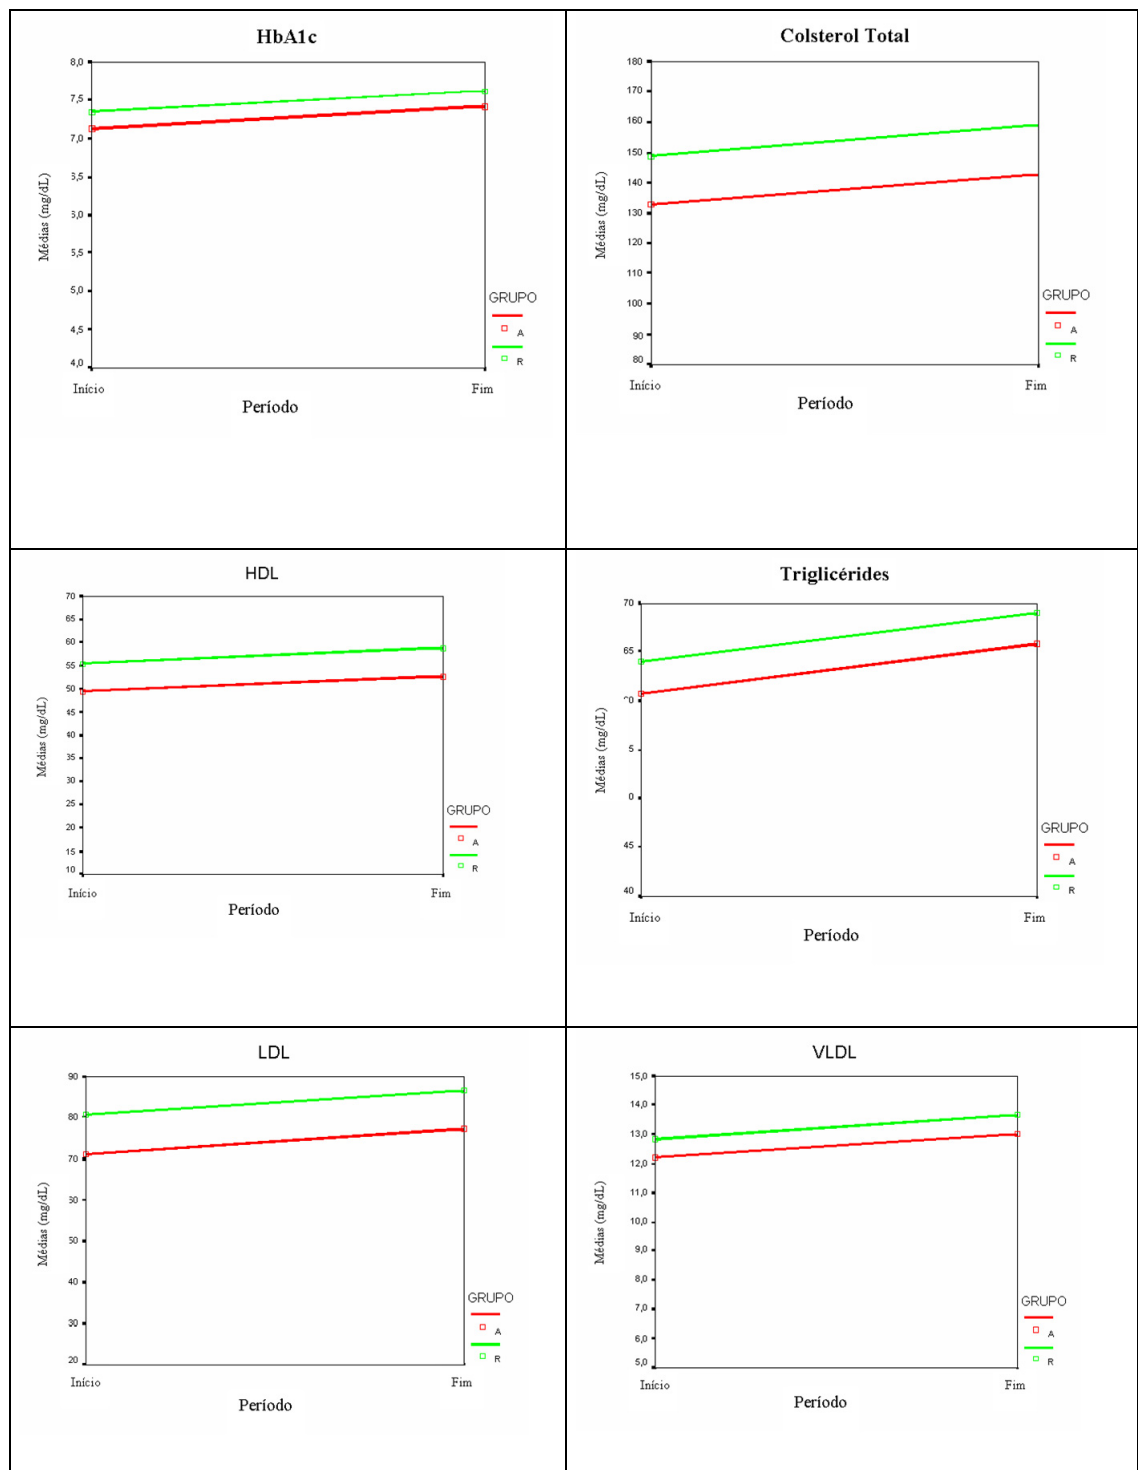 HbA1c
8,0
7,5
7,0
5,5
5,0
4,5
4,0
Médias (mg/dL)
Início
Fim
Período
GRUPO
A
R
Colsterol Total
180
170
160
150
140
130
120
110
100
90
80
Médias (mg/dL)
Início
Fim
Período
GRUPO
A
R
HDL
70
65
60
55
50
45
40
35
30
25
20
15
10
Médias (mg/dL)
Início
Fim
Período
GRUPO
A
R
Triglicérides
70
65
5
0
45
40
Médias (mg/dL)
Início
Fim
Período
GRUPO
A
R
LDL
90
80
70
40
30
20
Médias (mg/dL)
Início
Fim
Período
GRUPO
A
R
VLDL
15,0
14,0
13,0
12,0
11,0
10,0
9,0
8,0
7,0
6,0
5,0
Médias (mg/dL)
Início
Fim
Período
GRUPO
A
R